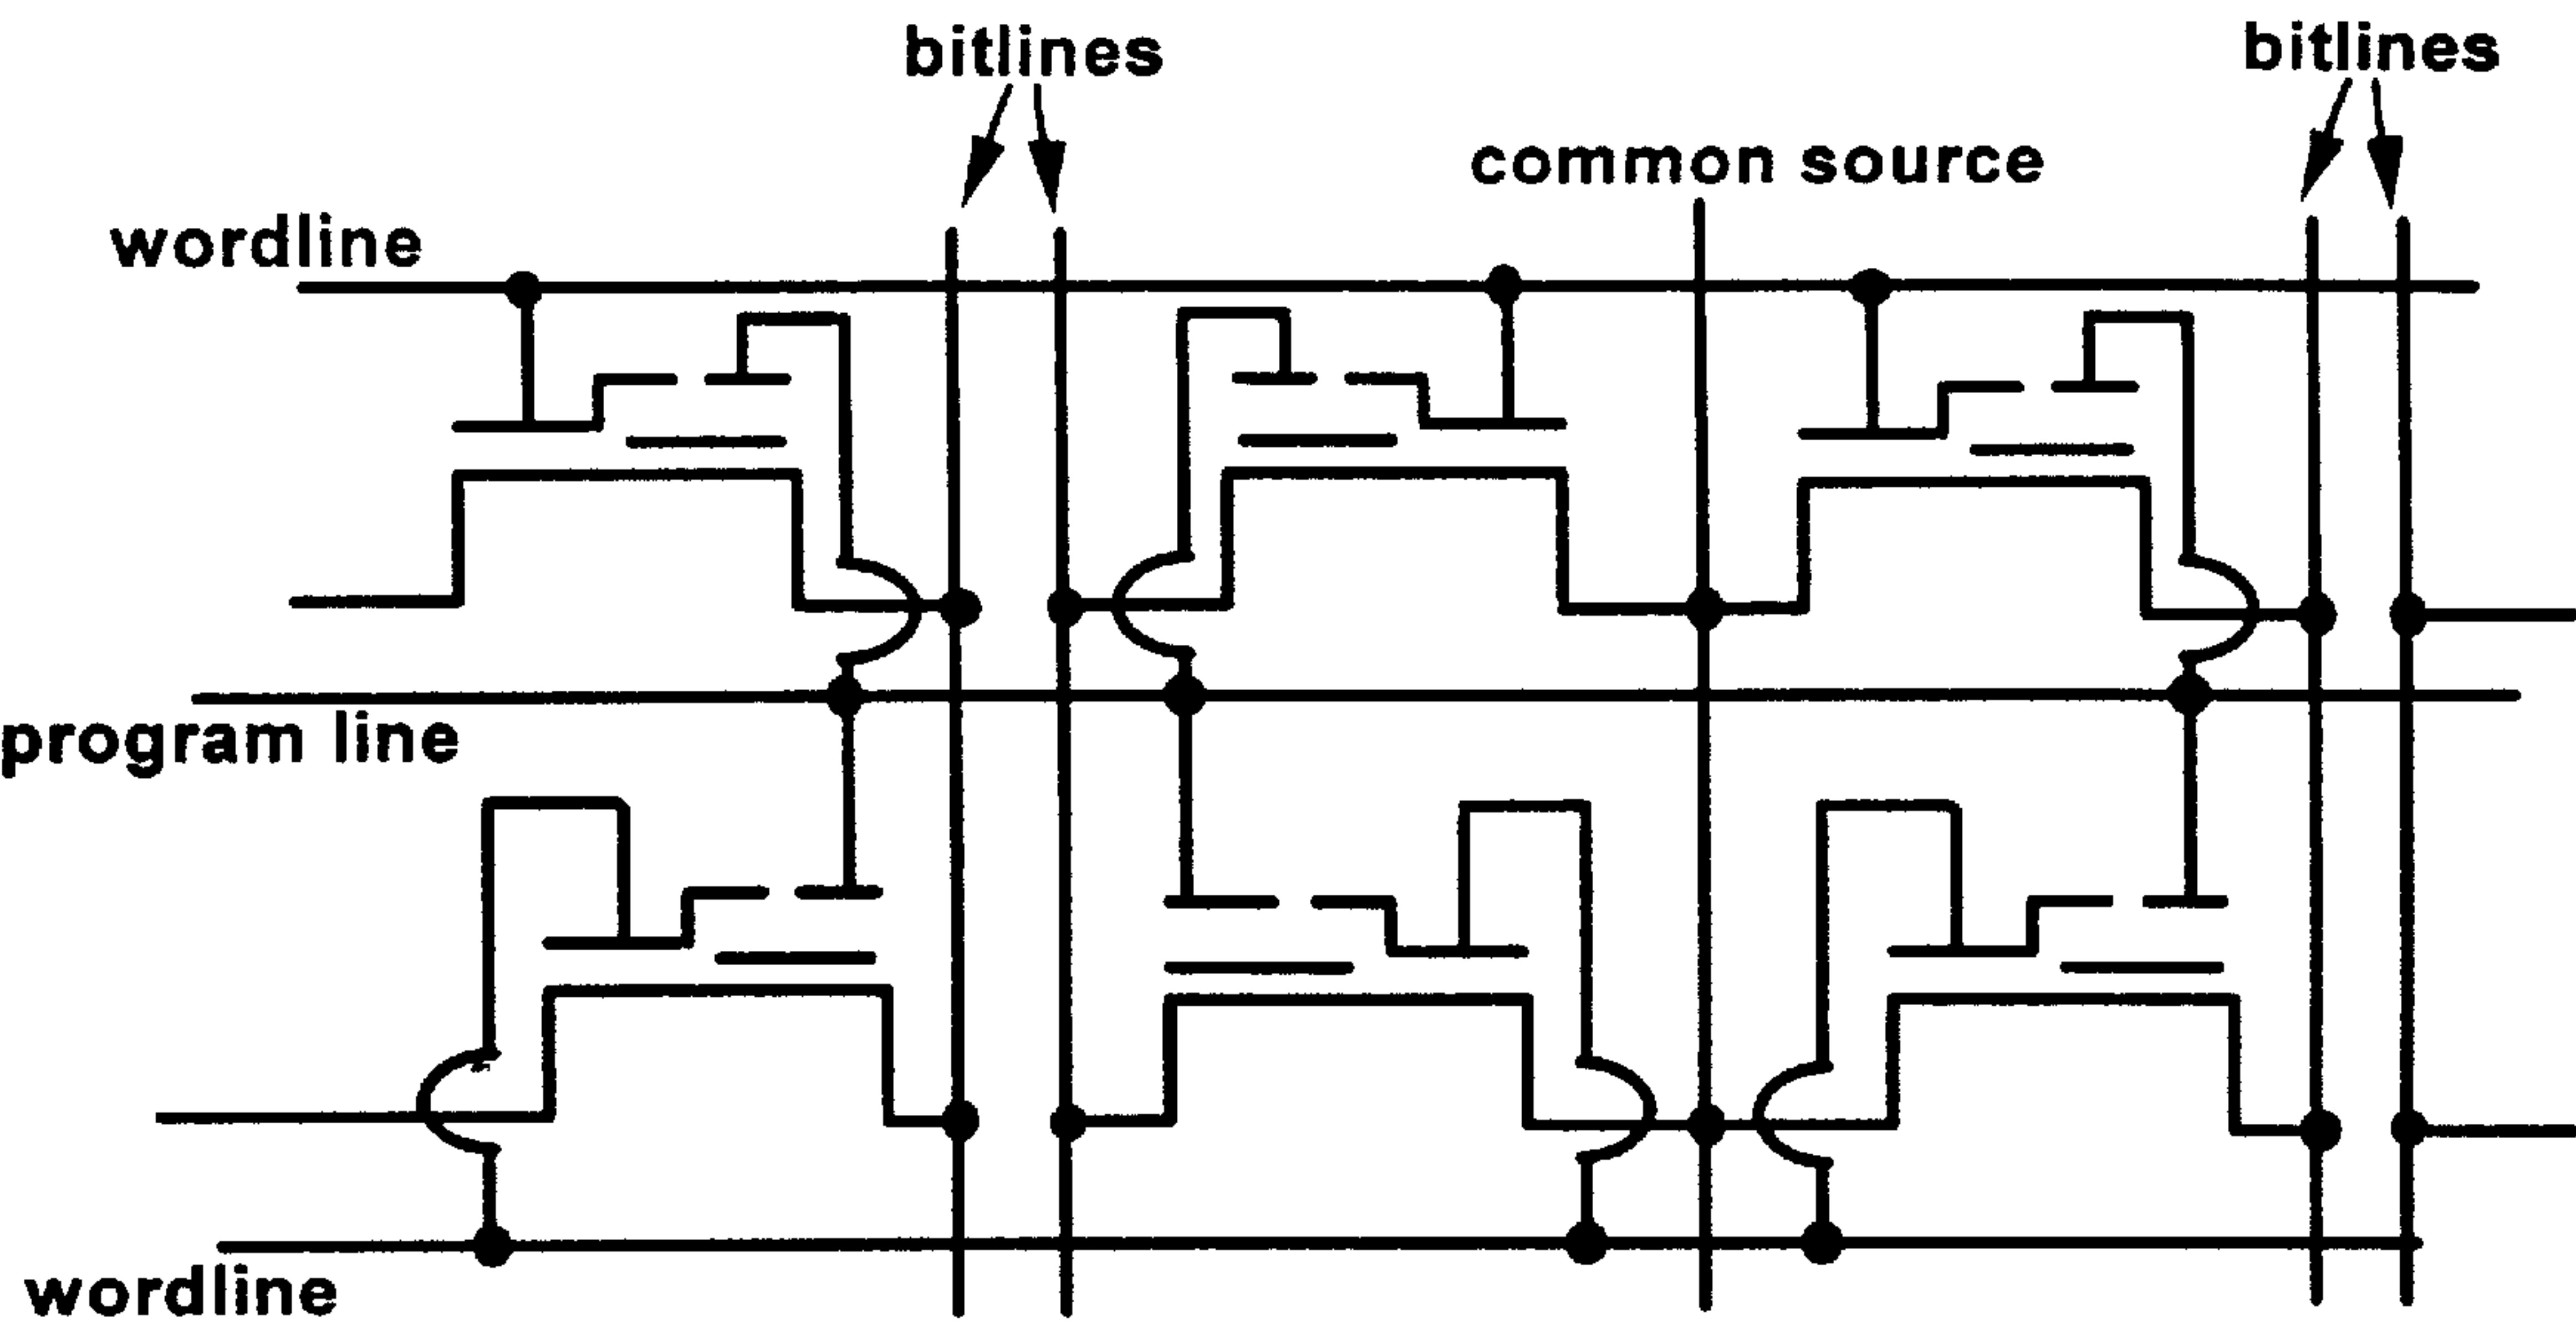 bitlines
bitlines
common source
wordline
program line
wordline